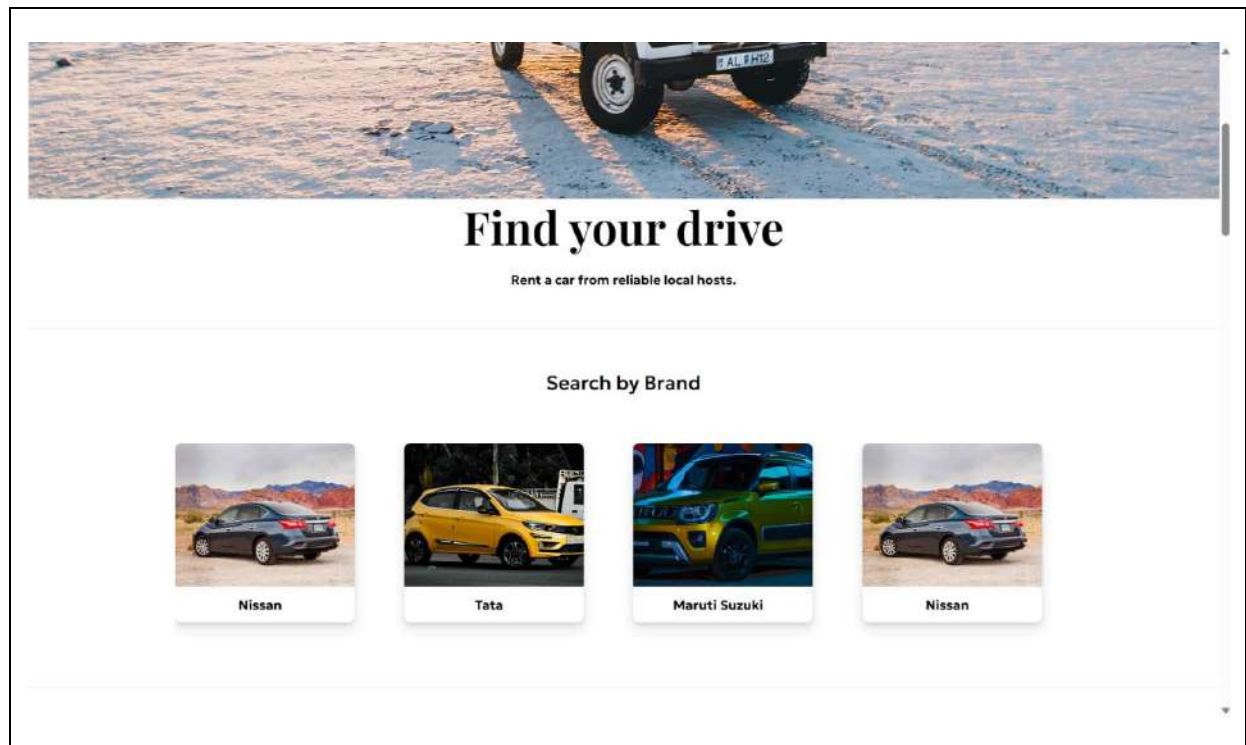 Find your drive
Rent a car from reliable local hosts.
Search by Brand
Nissan
Tata
Maruti Suzuki
Nissan